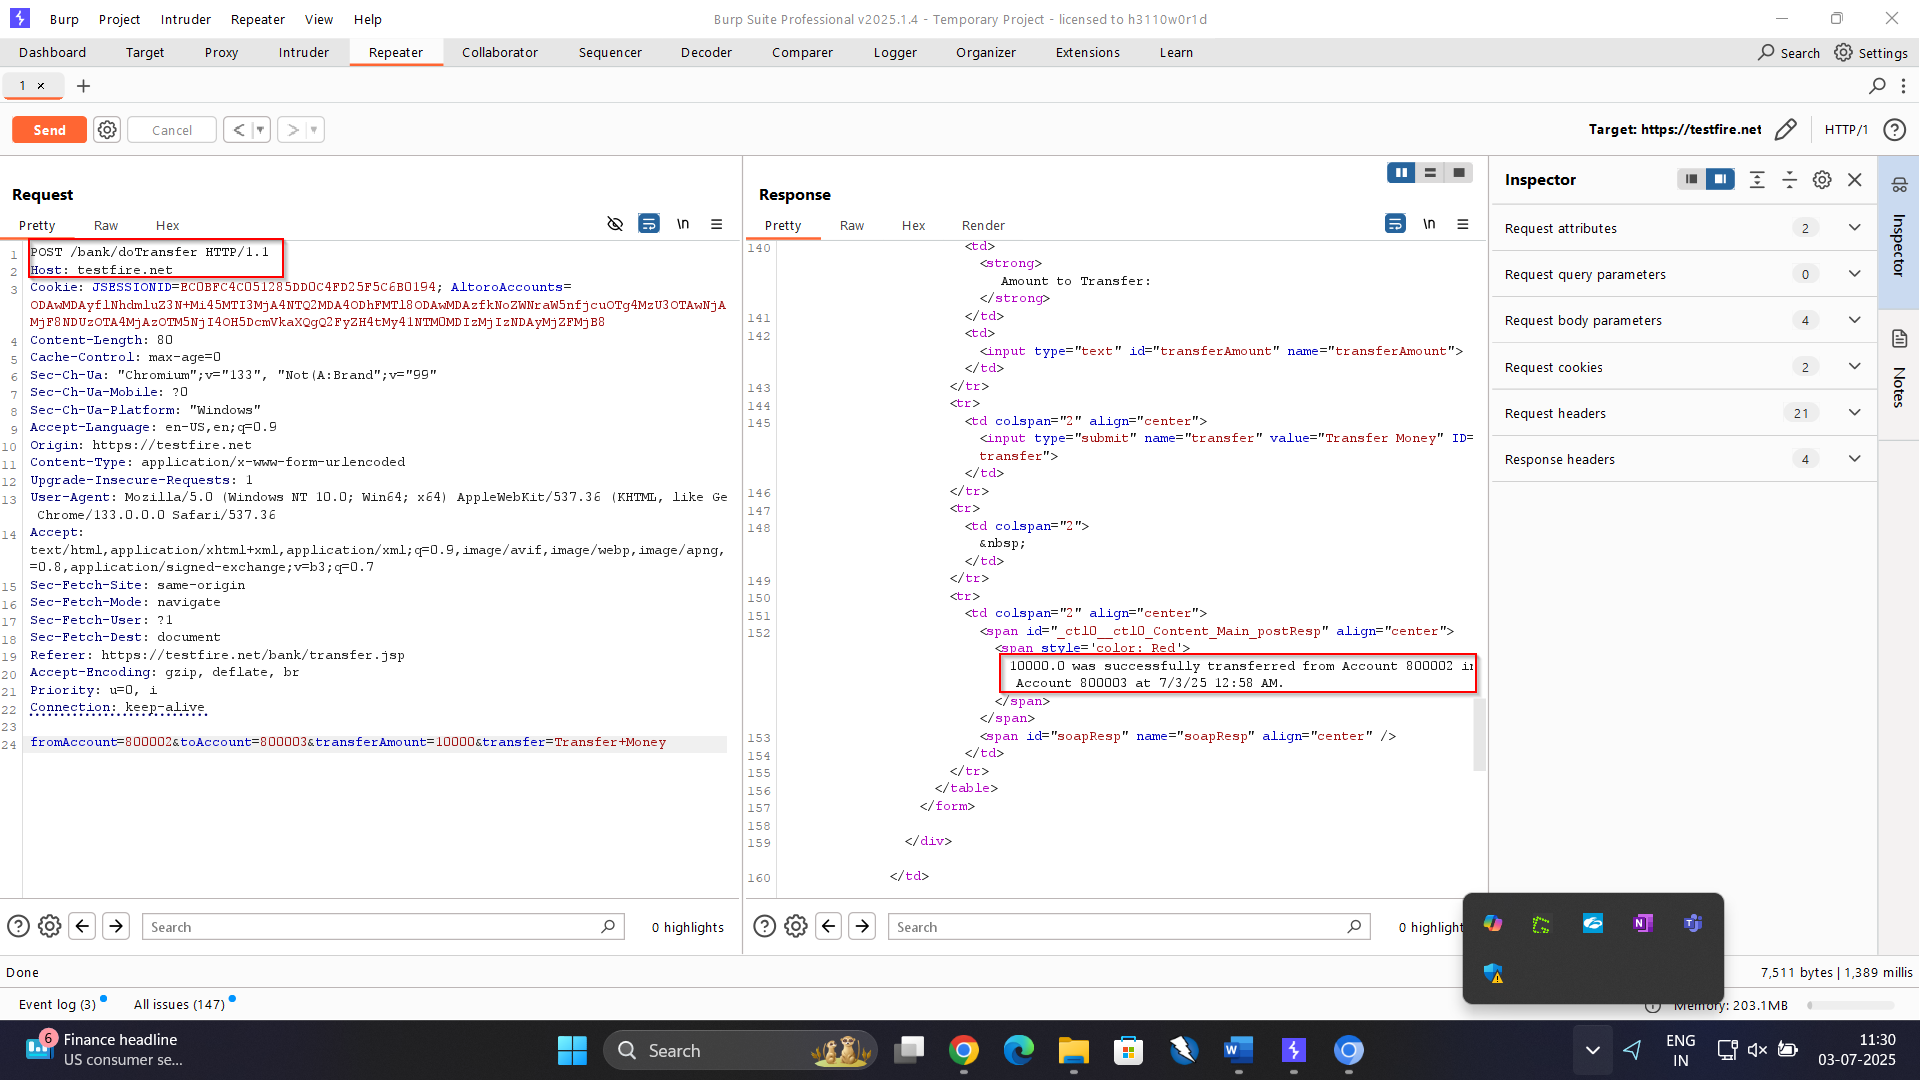 Burp Project Intruder Repeater View Help
Burp Suite Professional v2025.1.4 - Temporary Project - licensed to h3110w0r1d
Dashboard Target Proxy Intruder Repeater Collaborator Sequencer Decoder Comparer Logger Organizer Extensions Learn
Search Settings
1 ×
Send Cancel
Target: https://testfire.net HTTP/1
Request
Pretty Raw Hex
\n
1 POST /bank/doTransfer HTTP/1.1
2 Host: testfire.net
3 Cookie: JSESSIONID=EC0BFC4C051285DD0C4FD25F5C6B0194; AltoroAccounts=
ODAwMDAyflNhdmluZ3N+Mi45MTI3MjA4NTQ2MDA4ODhFMTl8ODAwMDAzfkNoZWNraW5nfjcuOTg4MzU3OTAwNjA
MjF8NDUzOTA4MjAzOTM5NjI4OH5DcmVkaXQgQ2FyZH4tMy41NTM0MDIzMjIzNDAyMjZFMjB8
4 Content-Length: 80
5 Cache-Control: max-age=0
6 Sec-Ch-Ua: "Chromium";v="133", "Not(A:Brand";v="99"
7 Sec-Ch-Ua-Mobile: ?0
8 Sec-Ch-Ua-Platform: "Windows"
9 Accept-Language: en-US,en;q=0.9
10 Origin: https://testfire.net
11 Content-Type: application/x-www-form-urlencoded
12 Upgrade-Insecure-Requests: 1
13 User-Agent: Mozilla/5.0 (Windows NT 10.0; Win64; x64) AppleWebKit/537.36 (KHTML, like Ge
Chrome/133.0.0.0 Safari/537.36
14 Accept:
text/html,application/xhtml+xml,application/xml;q=0.9,image/avif,image/webp,image/apng,
=0.8,application/signed-exchange;v=b3;q=0.7
15 Sec-Fetch-Site: same-origin
16 Sec-Fetch-Mode: navigate
17 Sec-Fetch-User: ?1
18 Sec-Fetch-Dest: document
19 Referer: https://testfire.net/bank/transfer.jsp
20 Accept-Encoding: gzip, deflate, br
21 Priority: u=0, i
22 Connection: keep-alive
23
24 fromAccount=800002&toAccount=800003&transferAmount=10000&transfer=Transfer+Money
Search 0 highlights
Response
Pretty Raw Hex Render
\n
140 <td>
<strong>
Amount to Transfer:
</strong>
141 </td>
142 <td>
<input type="text" id="transferAmount" name="transferAmount">
</td>
143 </tr>
144 <tr>
145 <td colspan="2" align="center">
<input type="submit" name="transfer" value="Transfer Money" ID=
transfer">
</td>
146 </tr>
147 <tr>
148 <td colspan="2">
&nbsp;
</td>
149 </tr>
150 <tr>
151 <td colspan="2" align="center">
152 <span id="_ctl0__ctl0_Content_Main_postResp" align="center">
<span style='color: Red'>
10000.0 was successfully transferred from Account 800002 in
Account 800003 at 7/3/25 12:58 AM.
</span>
</span>
153 <span id="soapResp" name="soapResp" align="center" />
154 </td>
155 </tr>
156 </table>
157 </form>
158
159 </div>
160 </td>
Search 0 highlight
Inspector
Request attributes 2
Request query parameters 0
Request body parameters 4
Request cookies 2
Request headers 21
Response headers 4
Inspector
Notes
Done
7,511 bytes | 1,389 millis
Event log (3) All issues (147)
Memory: 203.1MB
6
Finance headline
US consumer se...
Search
ENG
IN
11:30
03-07-2025